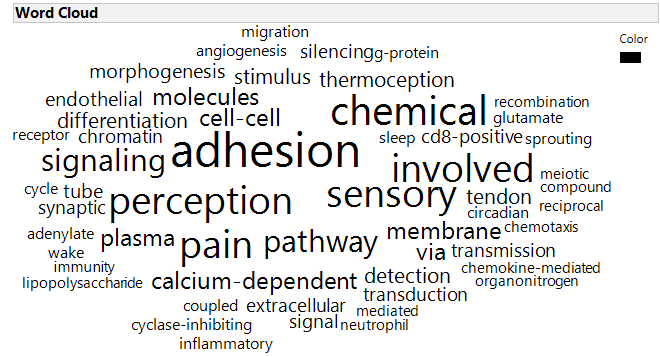 Word Cloud
migration
Color
angiogenesis silencing g-protein
morphogenesis stimulus thermoception
endothelial molecules chemical recombination
differentiation cell-cell glutamate
receptor chromatin adhesion sleep cd8-positive sprouting
signaling involved meiotic
cycle tube perception sensory tendon compound
synaptic circadian reciprocal
adenylate plasma pain pathway membrane chemotaxis
wake via transmission
immunity chemokine-mediated
lipopolysaccharide calcium-dependent detection organonitrogen
coupled extracellular transduction
mediated
cyclase-inhibiting signal neutrophil
inflammatory